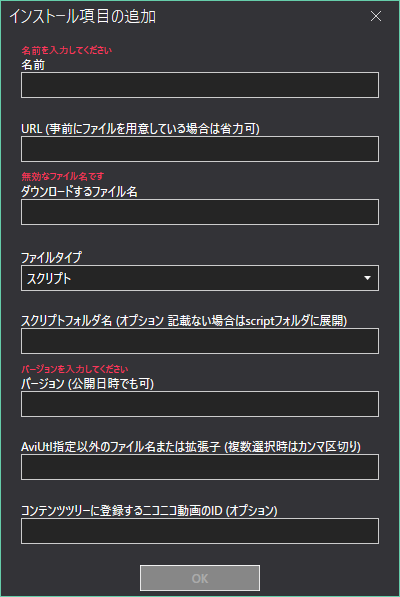 インストール項目の追加
名前を入力してください
名前
URL (事前にファイルを用意している場合は省力可)
無効なファイル名です
ダウンロードするファイル名
ファイルタイプ
スクリプト
スクリプトフォルダ名 (オプション 記載ない場合はscriptフォルダに展開)
バージョンを入力してください
バージョン (公開日時でも可)
AviUtl指定以外のファイル名または拡張子 (複数選択時はカンマ区切り)
コンテンツツリーに登録するニコニコ動画のID (オプション)
OK